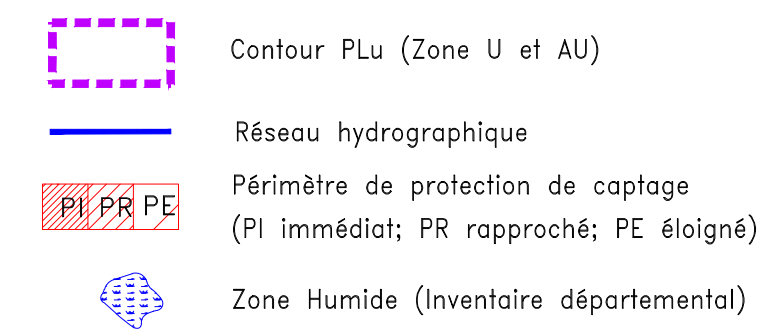 Contour PLu (Zone U et AU)
Réseau hydrographique
PI PR PE
Périmètre de protection de captage
(PI immédiat; PR rapproché; PE éloigné)
Zone Humide (Inventaire départemental)